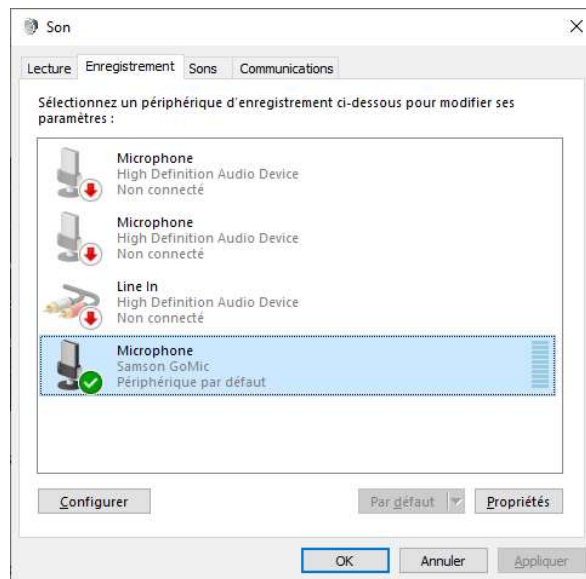 Son
Lecture Enregistrement Sons Communications
Sélectionnez un périphérique d'enregistrement ci-dessous pour modifier ses
paramètres :
Microphone
High Definition Audio Device
Non connecté
Microphone
High Definition Audio Device
Non connecté
Line In
High Definition Audio Device
Non connecté
Microphone
Samson GoMic
Périphérique par défaut
Configurer Par défaut Propriétés
OK Annuler Appliquer